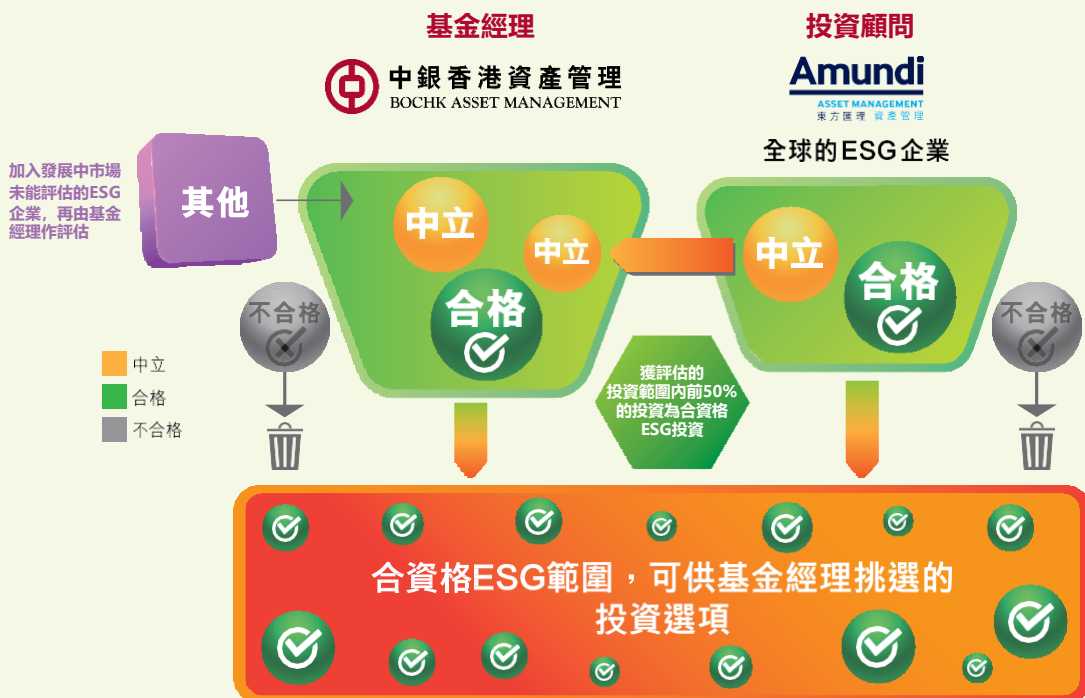 基金經理
中銀香港資產管理
BOCHK ASSET MANAGEMENT
投資顧問
Amundi
ASSET MANAGEMENT
東方匯理 資產管理
全球的ESG企業
加入發展中市場
未能評估的ESG
企業，再由基金
經理作評估
其他
中立
中立
合格
中立
合格
不合格
不合格
中立
合格
不合格
獲評估的
投資範圍內前50%
的投資為合資格
ESG投資
合資格ESG範圍，可供基金經理挑選的
投資選項